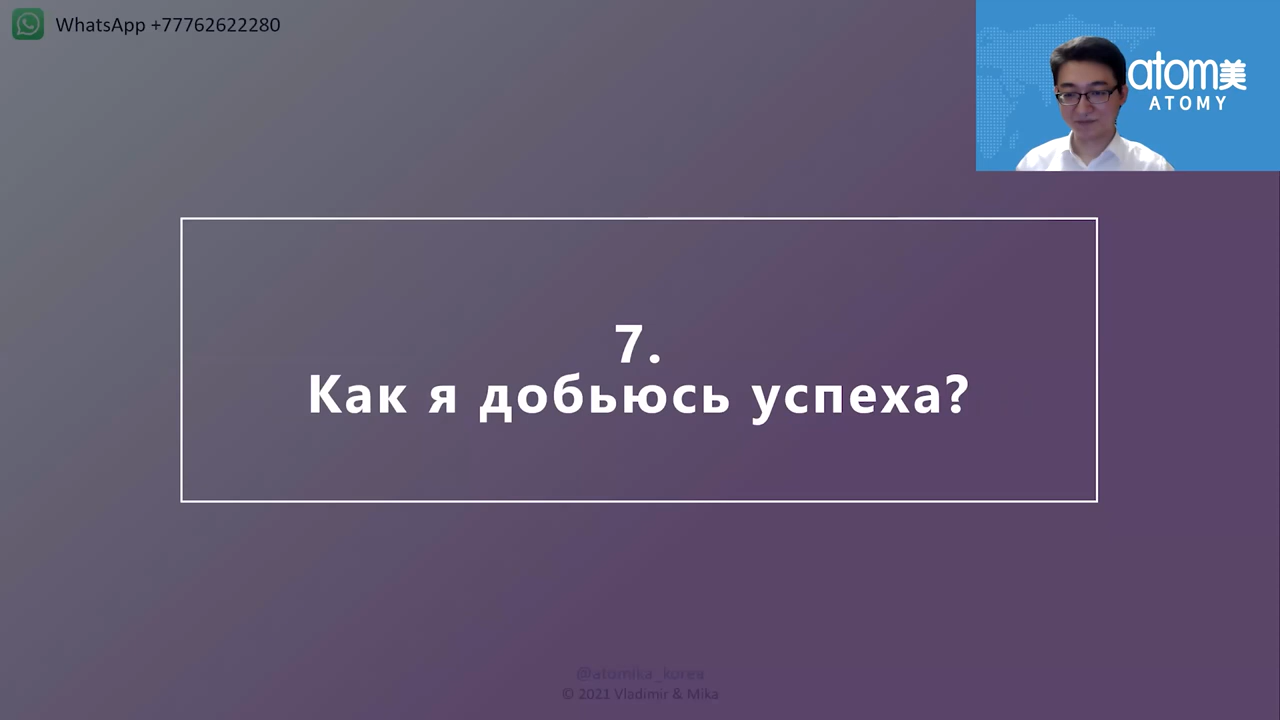 WhatsApp +77762622280
atom美
ATOMY
7.
Как я добьюсь успеха?
@atomika_korea
© 2021 Vladimir & Mika